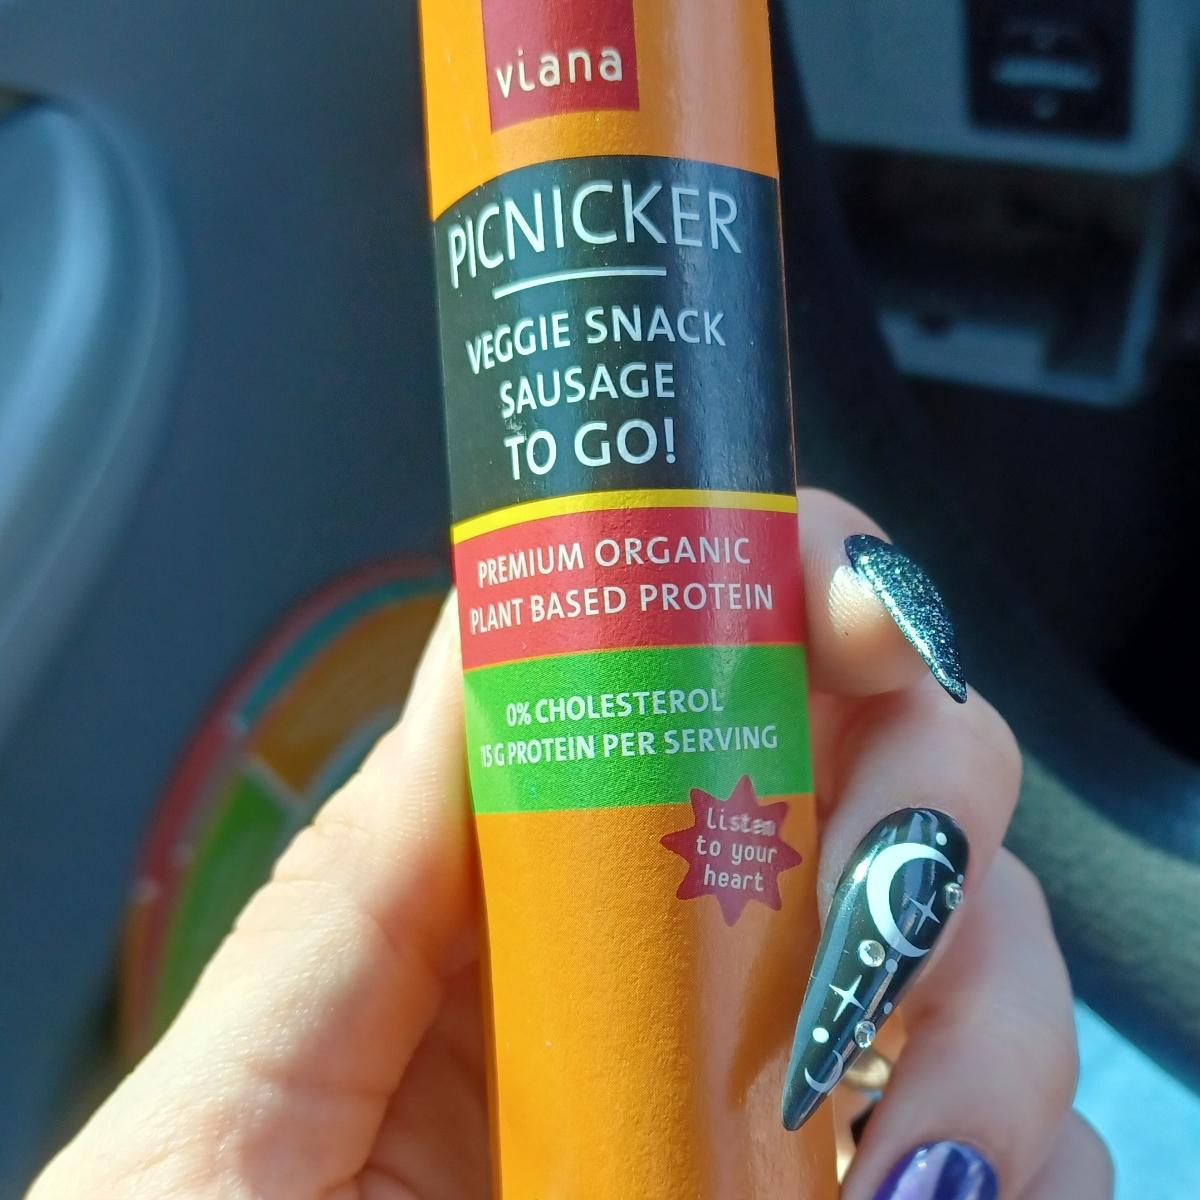 viana
PICNICKER
VEGGIE SNACK
SAUSAGE
TO GO!
PREMIUM ORGANIC
PLANT BASED PROTEIN
0% CHOLESTEROL
15 G PROTEIN PER SERVING
listen
to your
heart